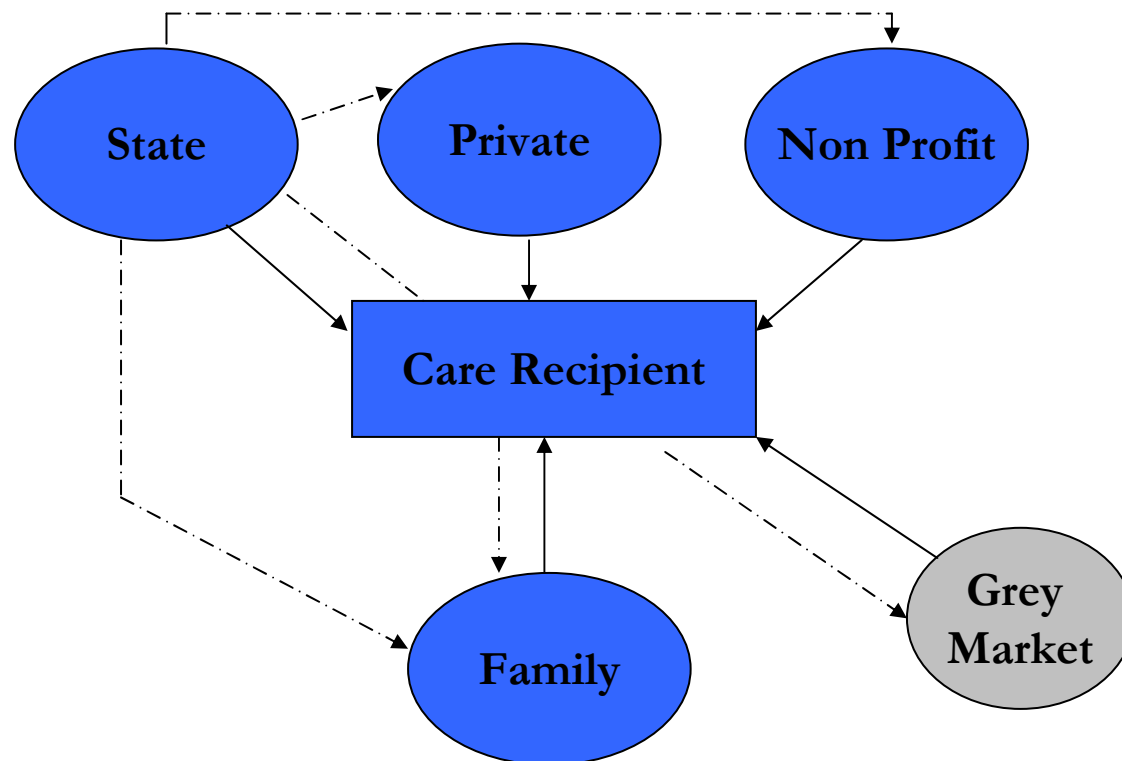 State
Private
Non Profit
Care Recipient
Family
Grey
Market